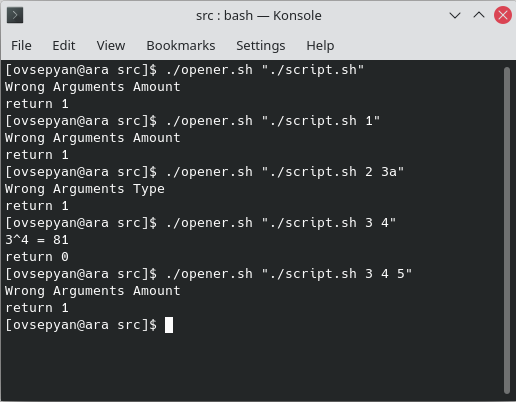 src : bash — Konsole
File Edit View Bookmarks Settings Help
[ovsepyan@ara src]$ ./opener.sh "./script.sh"
Wrong Arguments Amount
return 1
[ovsepyan@ara src]$ ./opener.sh "./script.sh 1"
Wrong Arguments Amount
return 1
[ovsepyan@ara src]$ ./opener.sh "./script.sh 2 3a"
Wrong Arguments Type
return 1
[ovsepyan@ara src]$ ./opener.sh "./script.sh 3 4"
3^4 = 81
return 0
[ovsepyan@ara src]$ ./opener.sh "./script.sh 3 4 5"
Wrong Arguments Amount
return 1
[ovsepyan@ara src]$